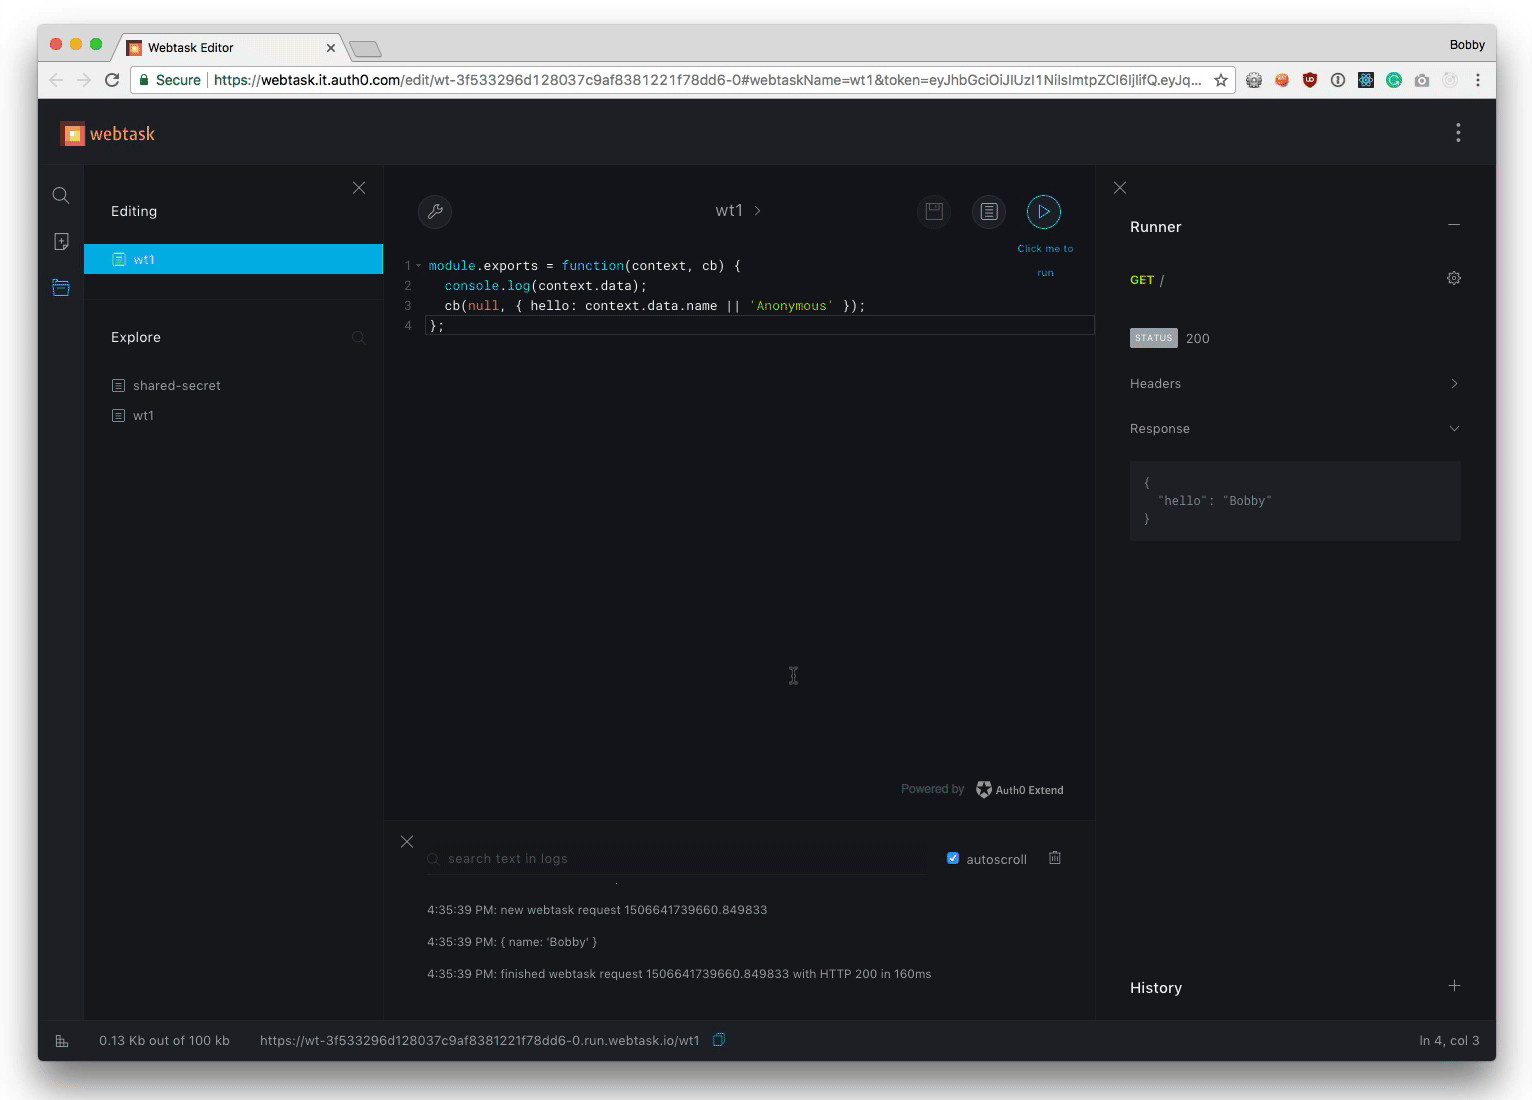 Webtask Editor
Bobby
Secure
https://webtask.it.auth0.com/edit/wt-3f533296d128037c9af8381221f78dd6-0#webtaskName=wt1&token=eyJhbGciOiJIUzI1NiIsImtpZCI6IjIifQ.eyJq...
webtask
Editing
wt1
Explore
shared-secret
wt1
wt1
Click me to
run
1 module.exports = function(context, cb) {
2 console.log(context.data);
3 cb(null, { hello: context.data.name || 'Anonymous' });
4 };
Powered by Auth0 Extend
search text in logs
autoscroll
4:35:39 PM: new webtask request 1506641739660.849833
4:35:39 PM: { name: 'Bobby' }
4:35:39 PM: finished webtask request 1506641739660.849833 with HTTP 200 in 160ms
Runner
GET /
STATUS 200
Headers
Response
{
"hello": "Bobby"
}
History
0.13 Kb out of 100 kb
https://wt-3f533296d128037c9af8381221f78dd6-0.run.webtask.io/wt1
ln 4, col 3